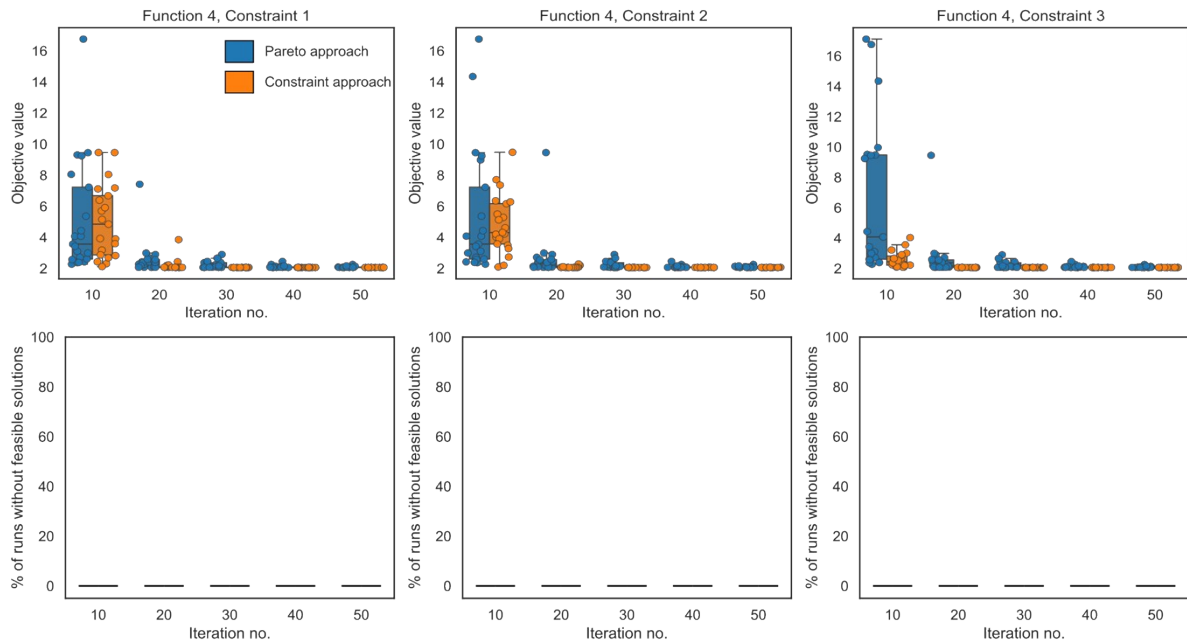 Function 4, Constraint 1
Objective value
16
14
12
10
8
6
4
2
Pareto approach
Constraint approach
10 20 30 40 50
Iteration no.
Function 4, Constraint 2
Objective value
16
14
12
10
8
6
4
2
10 20 30 40 50
Iteration no.
Function 4, Constraint 3
Objective value
16
14
12
10
8
6
4
2
10 20 30 40 50
Iteration no.
% of runs without feasible solutions
100
80
60
40
20
0
10 20 30 40 50
Iteration no.
% of runs without feasible solutions
100
80
60
40
20
0
10 20 30 40 50
Iteration no.
% of runs without feasible solutions
100
80
60
40
20
0
10 20 30 40 50
Iteration no.